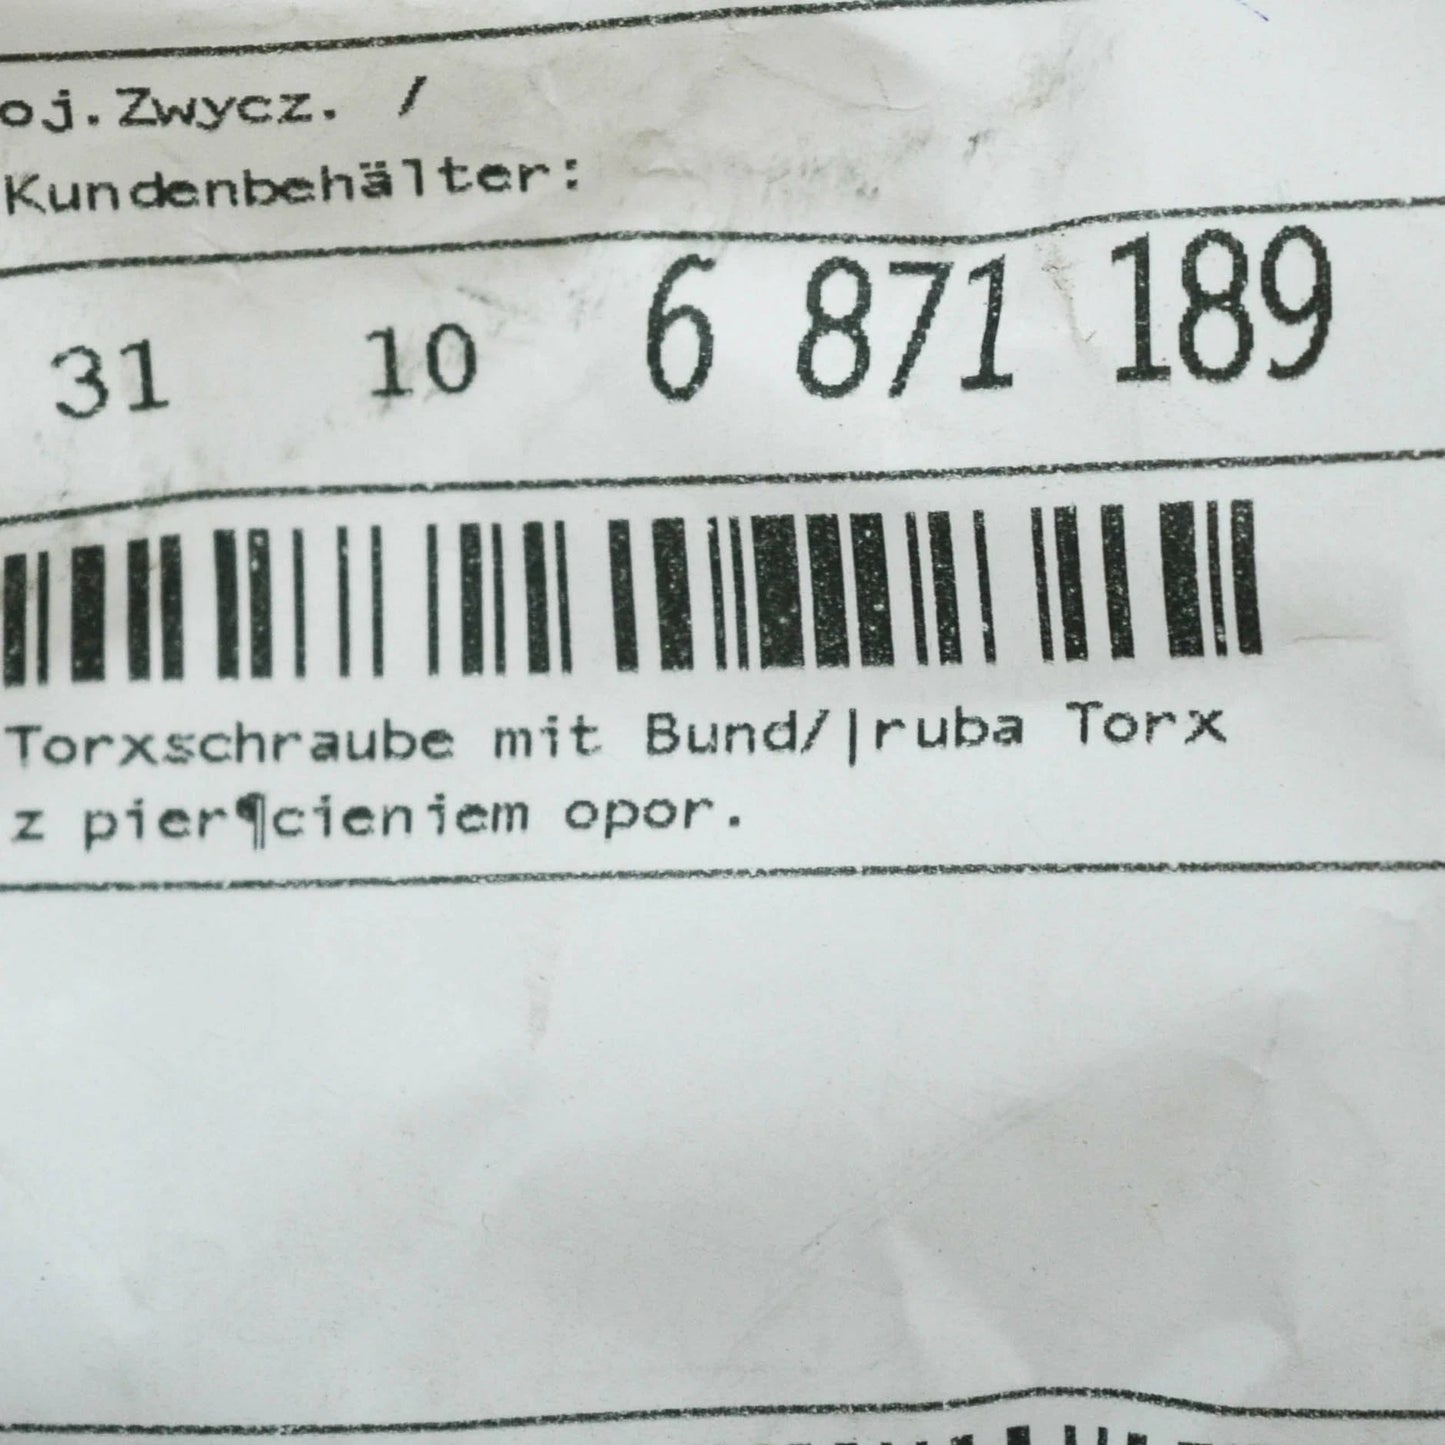 oj.Zwycz. /
Kundenbehälter:
31 10 6 871 189
Torxschraube mit Bund/|ruba Torx
z pier¶cieniem opor.